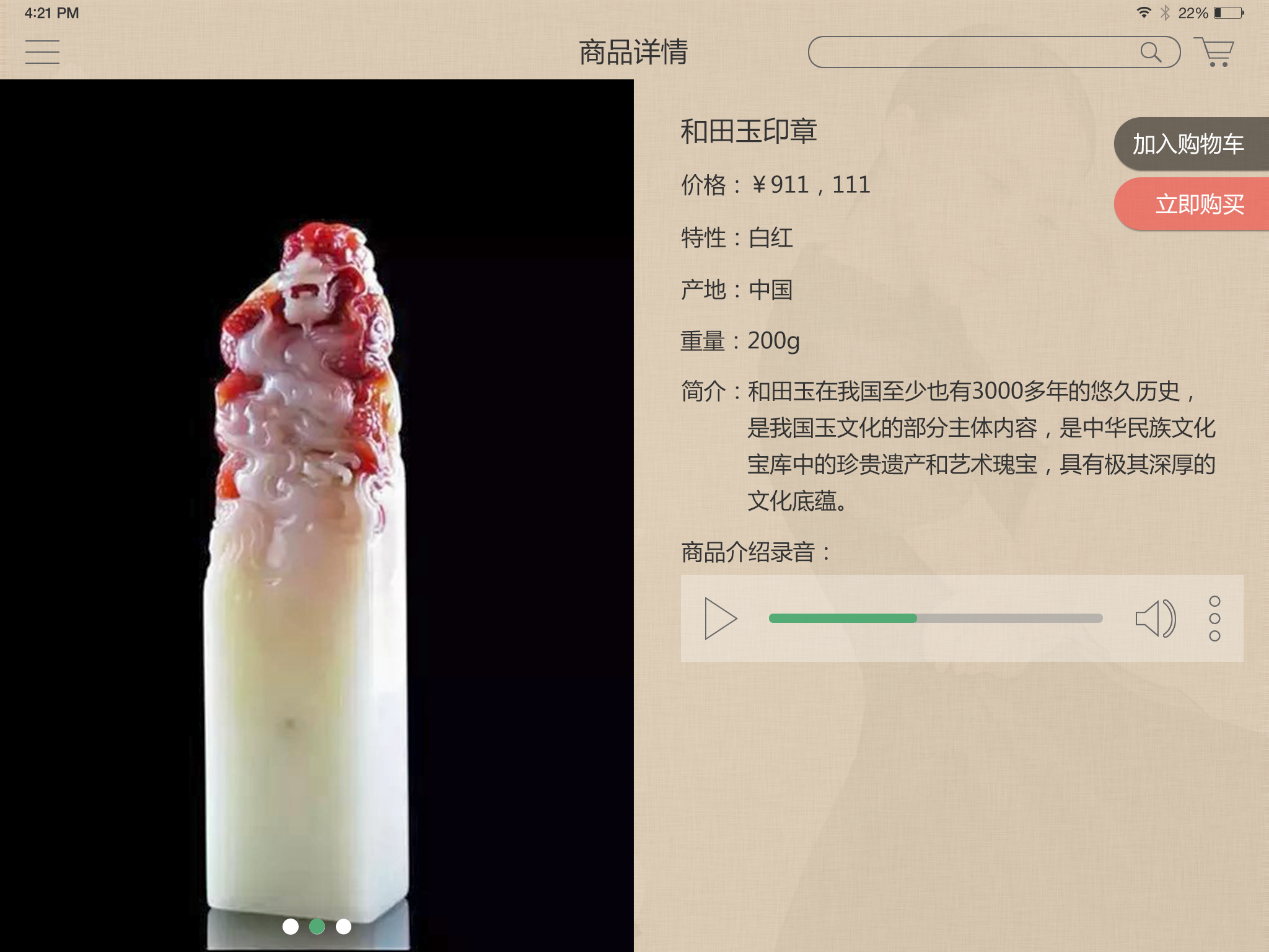 4:21 PM
22%
商品详情
和田玉印章
加入购物车
价格：￥911，111
立即购买
特性：白红
产地：中国
重量：200g
简介：和田玉在我国至少也有3000多年的悠久历史，
是我国玉文化的部分主体内容，是中华民族文化
宝库中的珍贵遗产和艺术瑰宝，具有极其深厚的
文化底蕴。
商品介绍录音：